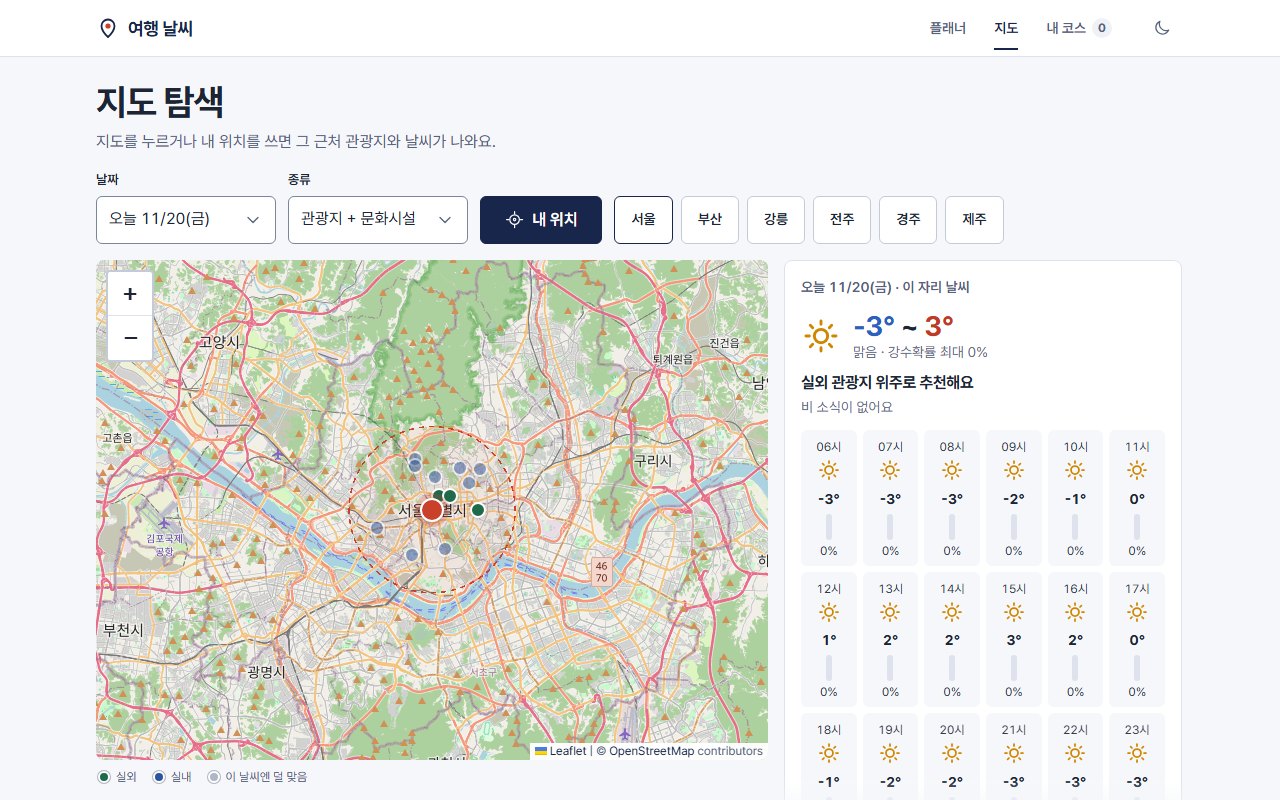 여행 날씨
플래너 지도 내 코스 0
지도 탐색
지도를 누르거나 내 위치를 쓰면 그 근처 관광지와 날씨가 나와요.
날짜 종류
오늘 11/20(금) 관광지 + 문화시설 내 위치 서울 부산 강릉 전주 경주 제주
+
−
고양시
진건읍
퇴계원읍
고촌읍
구리시
김포국제
공항
46
70
부천시
광명시
서초구
Leaflet | © OpenStreetMap contributors
실외 실내 이 날씨엔 덜 맞음
오늘 11/20(금) · 이 자리 날씨
-3° ~ 3°
맑음 · 강수확률 최대 0%
실외 관광지 위주로 추천해요
비 소식이 없어요
06시 07시 08시 09시 10시 11시
-3° -3° -3° -2° -1° 0°
0% 0% 0% 0% 0% 0%
12시 13시 14시 15시 16시 17시
1° 2° 2° 3° 2° 0°
0% 0% 0% 0% 0% 0%
18시 19시 20시 21시 22시 23시
-1° -2° -2° -3° -3° -3°